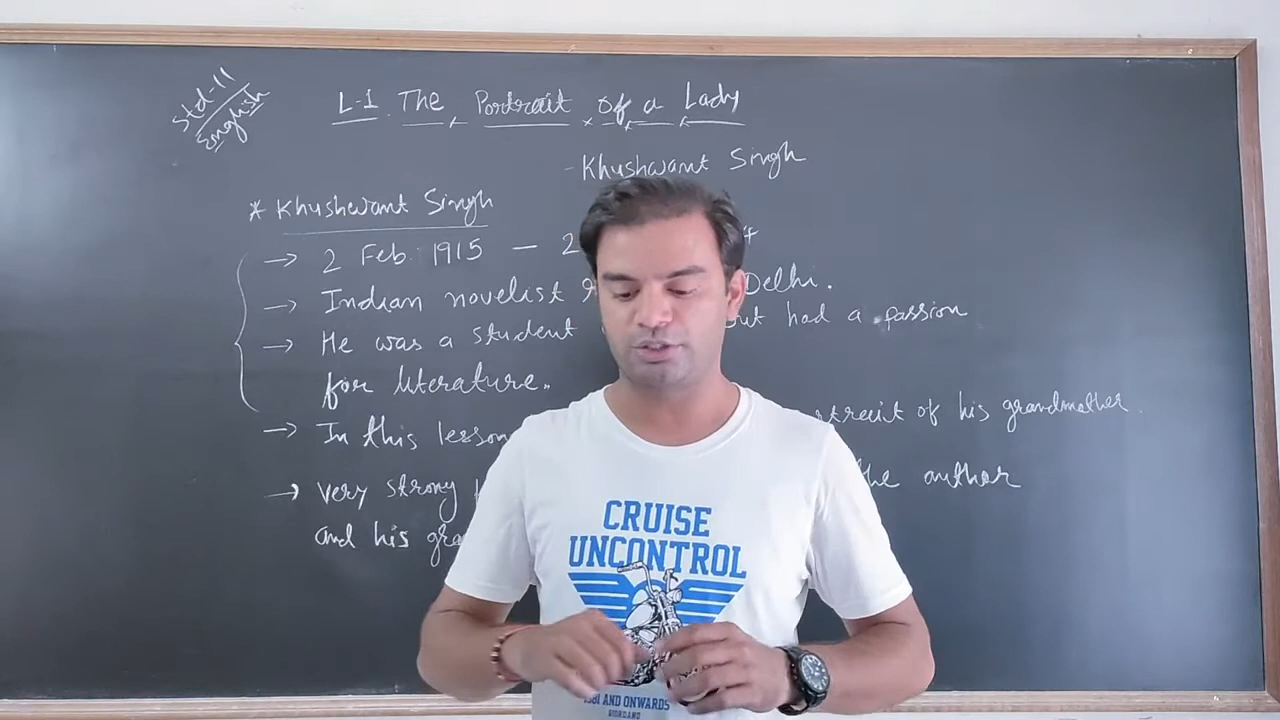 Std-11
English
L-1. The Portrait of a Lady
- Khushwant Singh
* Khushwant Singh
→ 2 Feb. 1915 – 2
→ Indian novelist Delhi.
→ He was a student but had a passion
for literature.
→ In this lesson of his grandmother.
→ Very strong the author
and his
CRUISE
UNCONTROL
AND ONWARDS
GIORDANO